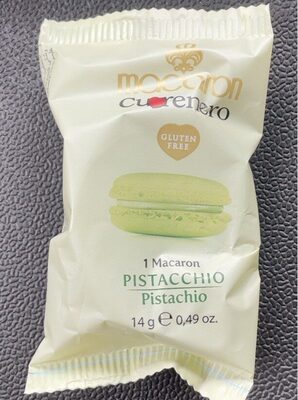 macaron
cuorenero
GLUTEN
FREE
1 Macaron
PISTACCHIO
Pistachio
14 g e 0,49 oz.